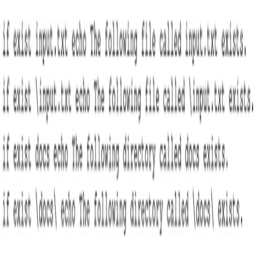 if exist input.txt echo The following file called input.txt exists.
if exist \input.txt echo The following file called \input.txt exists.
if exist docs echo The following directory called docs exists.
if exist \docs\ echo The following directory called \docs\ exists.